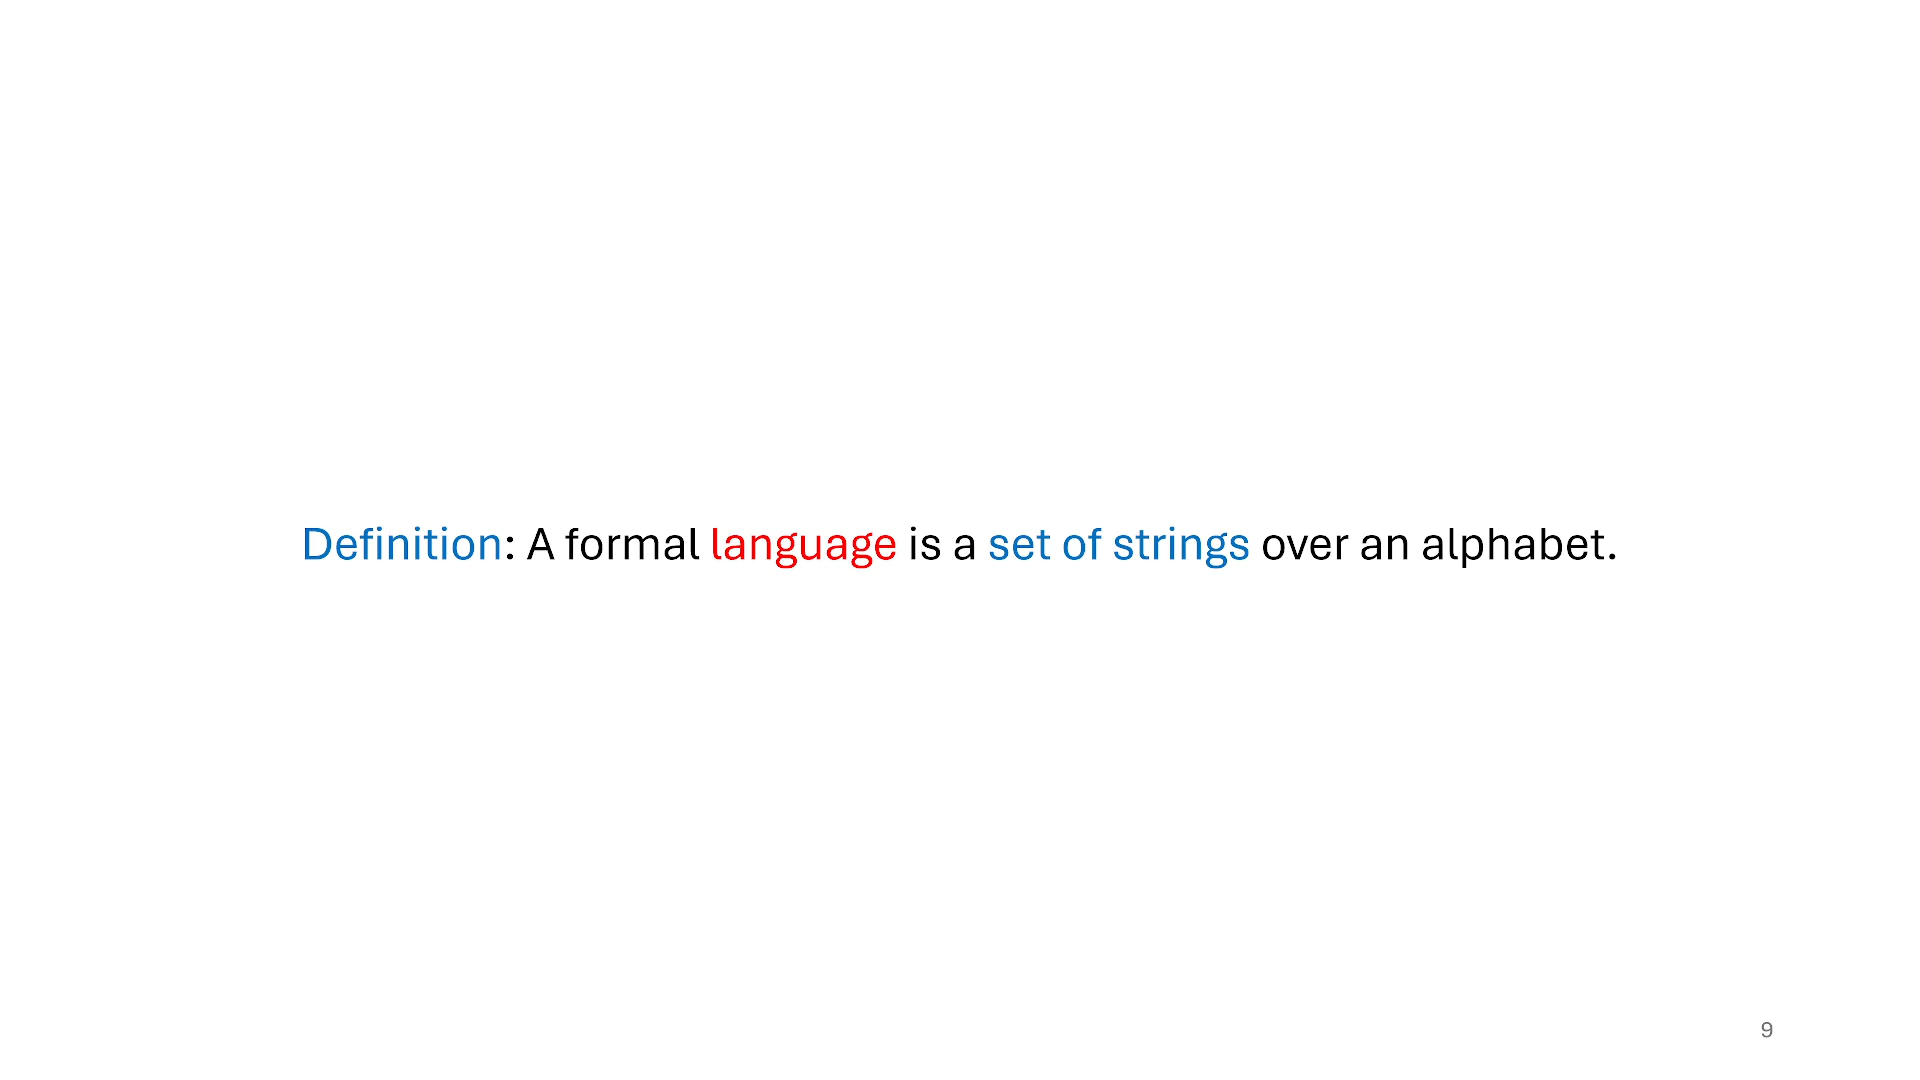 Definition: A formal language is a set of strings over an alphabet.
9